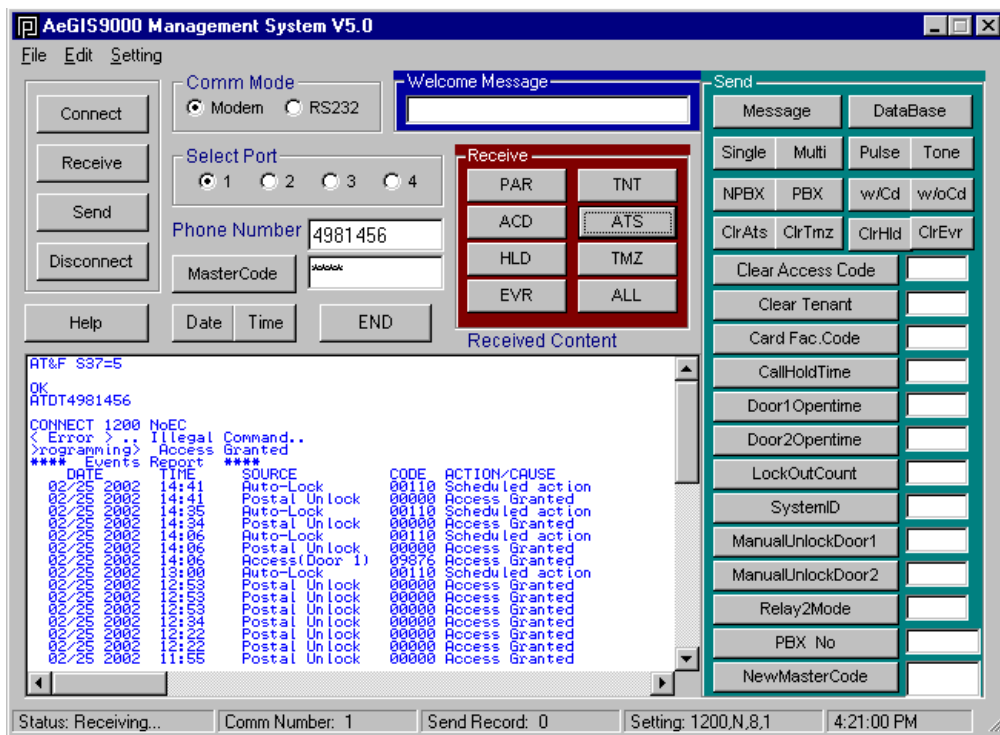 AeGIS9000 Management System V5.0
File Edit Setting
Connect
Receive
Send
Disconnect
Help
Comm Mode
Modem RS232
Select Port
1 2 3 4
Phone Number 4981456
MasterCode *****
Date Time END
Welcome Message
Receive
PAR TNT
ACD ATS
HLD TMZ
EVR ALL
Received Content
Send
Message DataBase
Single Multi Pulse Tone
NPBX PBX w/Cd w/oCd
ClrAts ClrTmz ClrHld ClrEvr
Clear Access Code
Clear Tenant
Card Fac.Code
CallHoldTime
Door1Opentime
Door2Opentime
LockOutCount
SystemID
ManualUnlockDoor1
ManualUnlockDoor2
Relay2Mode
PBX No
NewMasterCode
AT&F S37=5
OK
ATDT4981456
CONNECT 1200 NoEC
< Error > .. Illegal Command..
>rogramming> Access Granted
**** Events Report ****
DATE TIME SOURCE CODE ACTION/CAUSE
02/25 2002 14:41 Auto-Lock 00110 Scheduled action
02/25 2002 14:41 Postal Unlock 00000 Access Granted
02/25 2002 14:35 Auto-Lock 00110 Scheduled action
02/25 2002 14:34 Postal Unlock 00000 Access Granted
02/25 2002 14:06 Auto-Lock 00110 Scheduled action
02/25 2002 14:06 Postal Unlock 00000 Access Granted
02/25 2002 14:06 Access(Door 1) 09876 Access Granted
02/25 2002 13:00 Auto-Lock 00110 Scheduled action
02/25 2002 12:53 Postal Unlock 00000 Access Granted
02/25 2002 12:53 Postal Unlock 00000 Access Granted
02/25 2002 12:53 Postal Unlock 00000 Access Granted
02/25 2002 12:34 Postal Unlock 00000 Access Granted
02/25 2002 12:22 Postal Unlock 00000 Access Granted
02/25 2002 12:22 Postal Unlock 00000 Access Granted
02/25 2002 11:55 Postal Unlock 00000 Access Granted
Status: Receiving... Comm Number: 1 Send Record: 0 Setting: 1200,N,8,1 4:21:00 PM